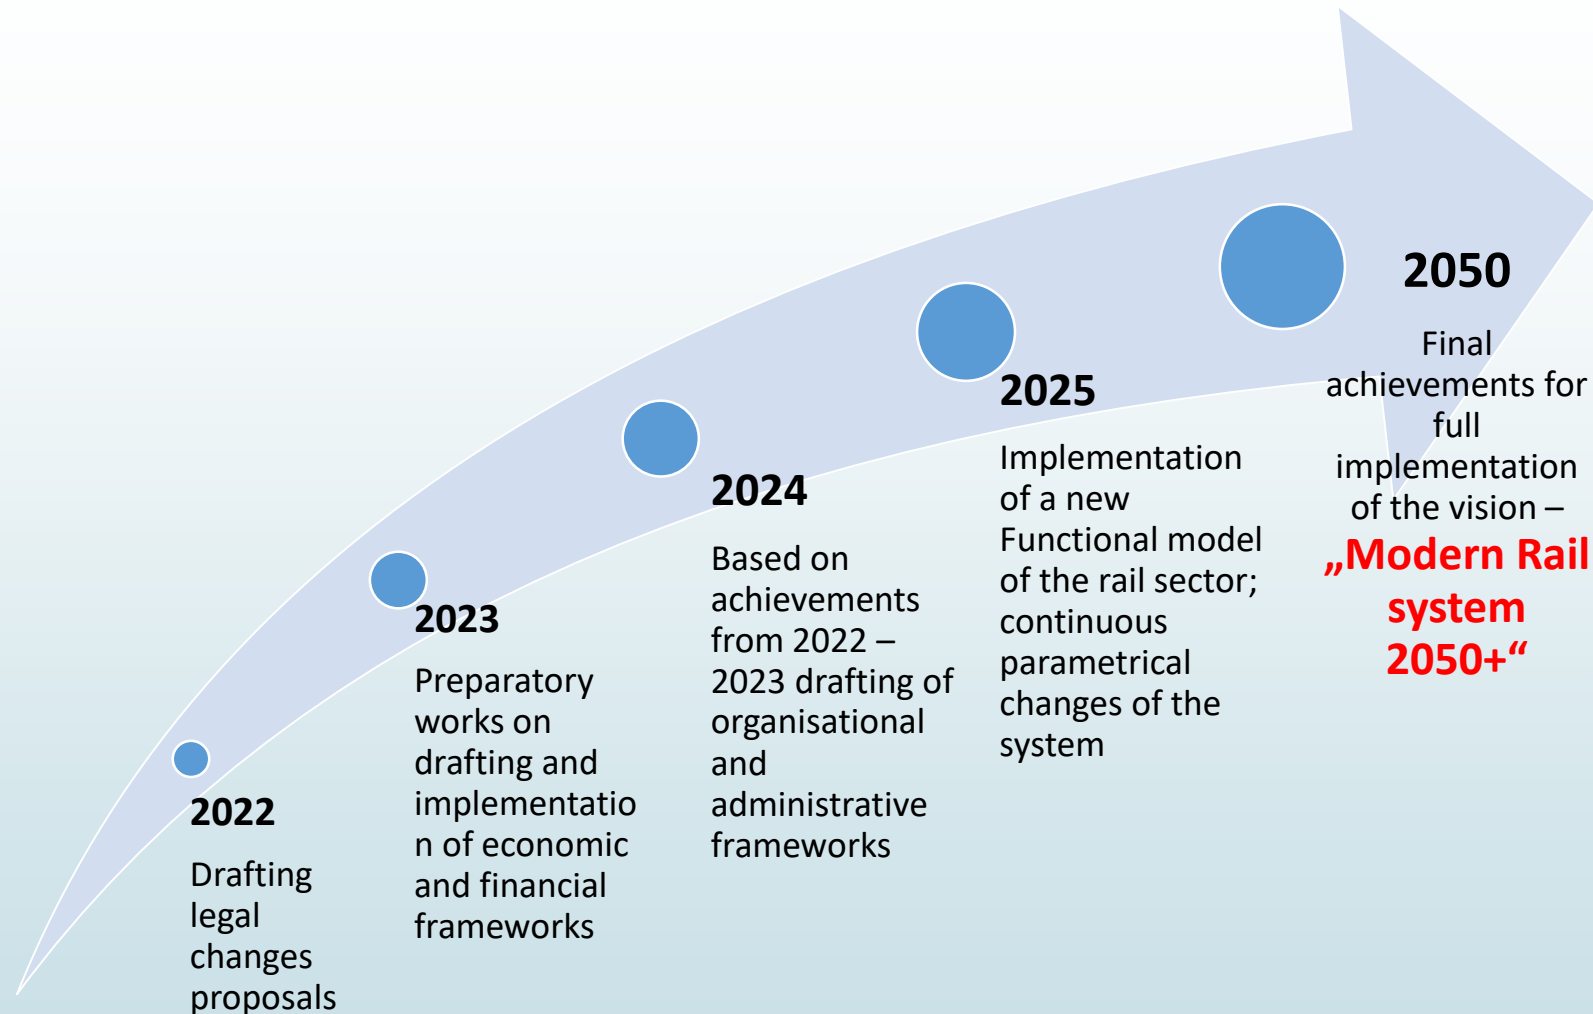 2022
Drafting
legal
changes
proposals
2023
Preparatory
works on
drafting and
implementatio
n of economic
and financial
frameworks
2024
Based on
achievements
from 2022 –
2023 drafting of
organisational
and
administrative
frameworks
2025
Implementation
of a new
Functional model
of the rail sector;
continuous
parametrical
changes of the
system
2050
Final
achievements for
full
implementation
of the vision –
„Modern Rail
system
2050+“